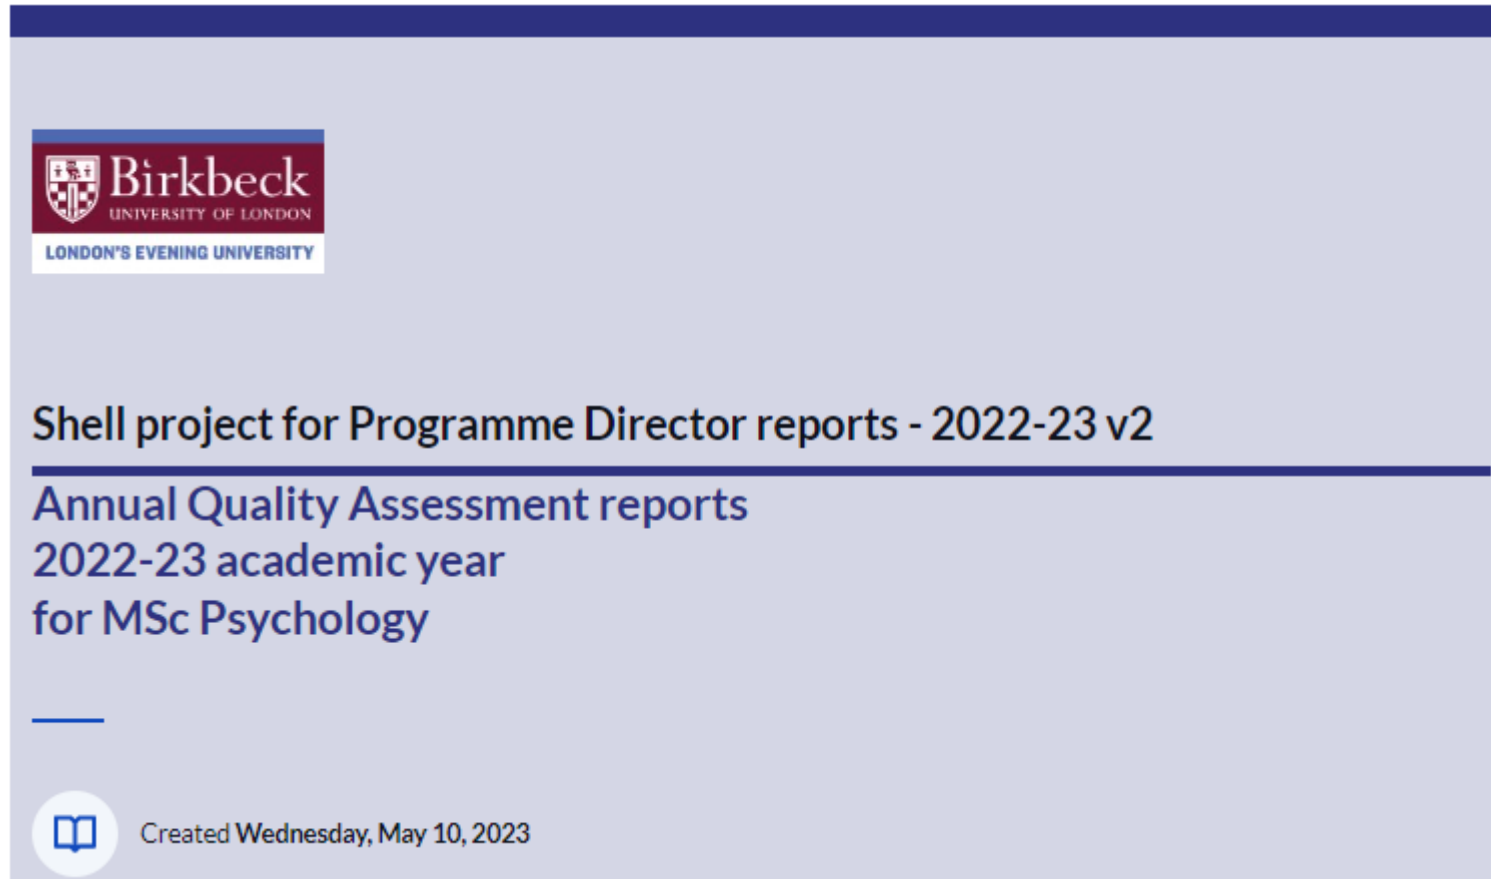 Birkbeck
UNIVERSITY OF LONDON
LONDON'S EVENING UNIVERSITY
Shell project for Programme Director reports - 2022-23 v2
Annual Quality Assessment reports
2022-23 academic year
for MSc Psychology
Created Wednesday, May 10, 2023